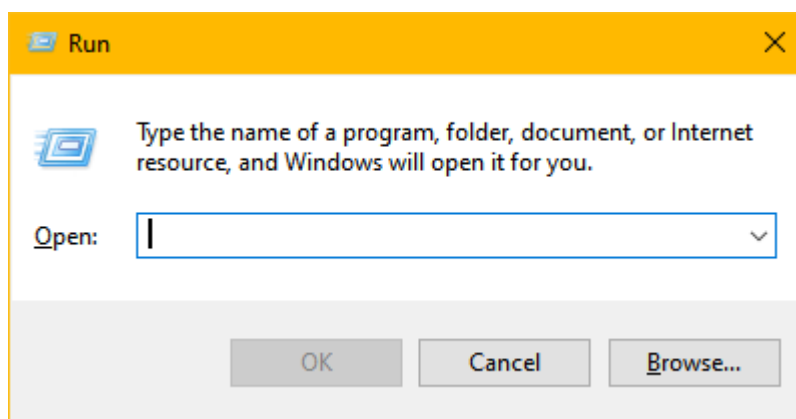 Run
Type the name of a program, folder, document, or Internet
resource, and Windows will open it for you.
Open:
OK Cancel Browse...